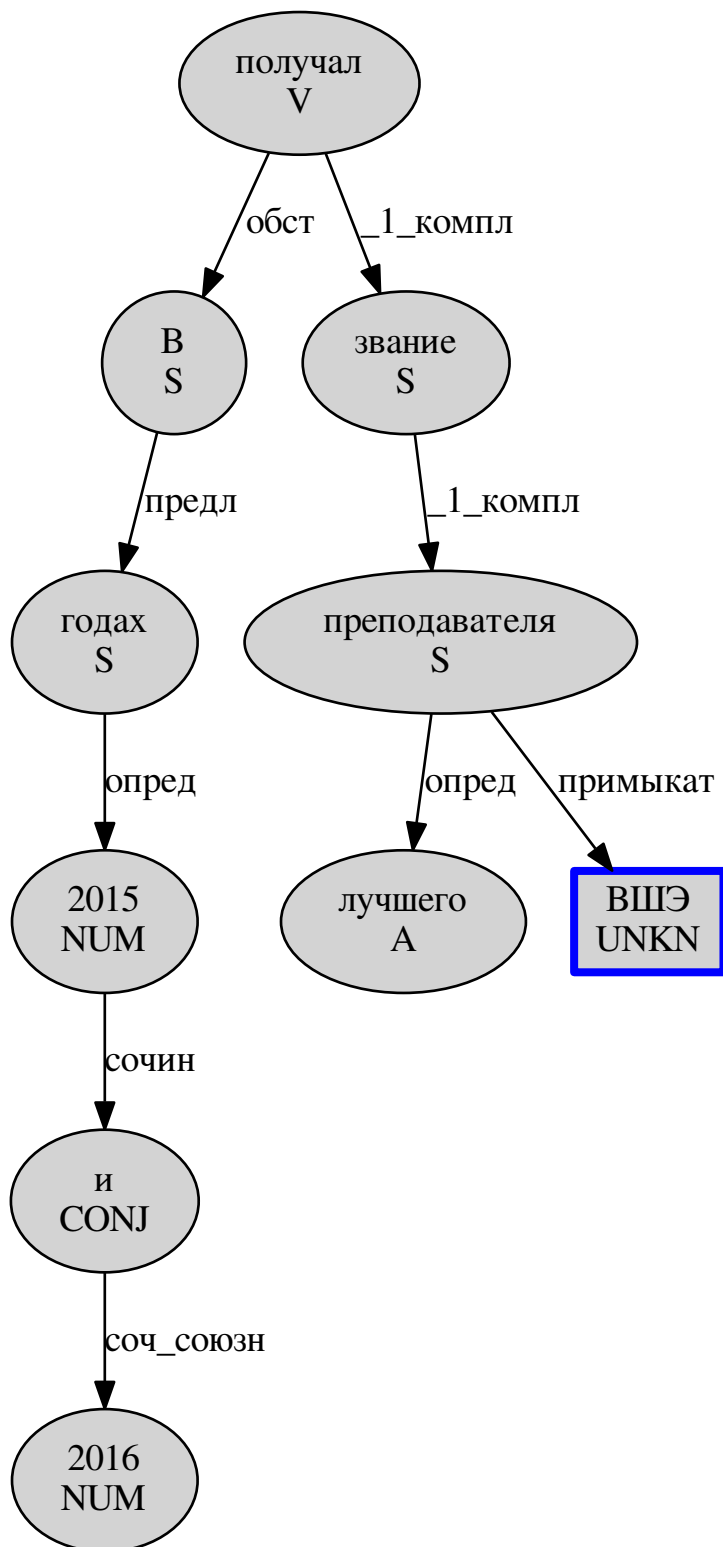 получал
V
обст
_1_компл
В
S
звание
S
предл
_1_компл
годах
S
преподавателя
S
опред
опред
примыкат
2015
NUM
лучшего
A
ВШЭ
UNKN
сочин
и
CONJ
соч_союзн
2016
NUM